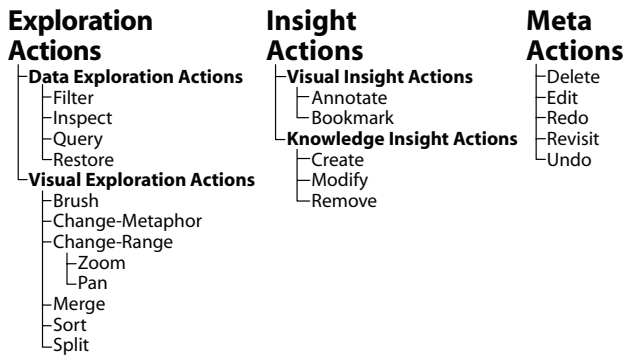 Exploration
Actions
Data Exploration Actions
Filter
Inspect
Query
Restore
Visual Exploration Actions
Brush
Change-Metaphor
Change-Range
Zoom
Pan
Merge
Sort
Split
Insight
Actions
Visual Insight Actions
Annotate
Bookmark
Knowledge Insight Actions
Create
Modify
Remove
Meta
Actions
Delete
Edit
Redo
Revisit
Undo